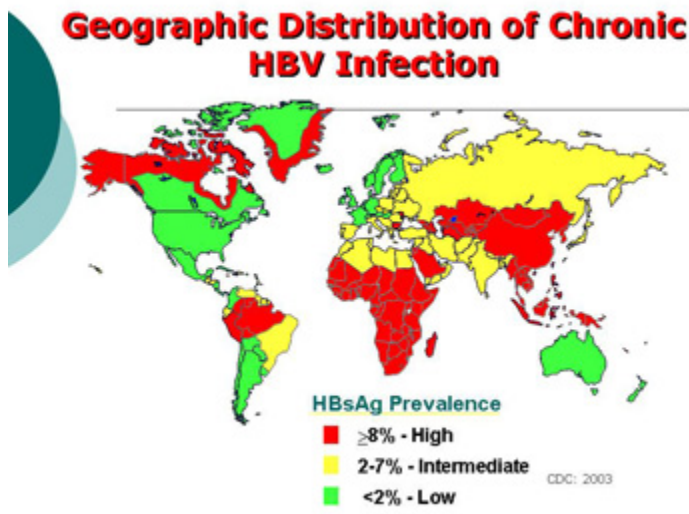 Geographic Distribution of Chronic
HBV Infection
HBsAg Prevalence
≥8% - High
2-7% - Intermediate
<2% - Low
CDC: 2003